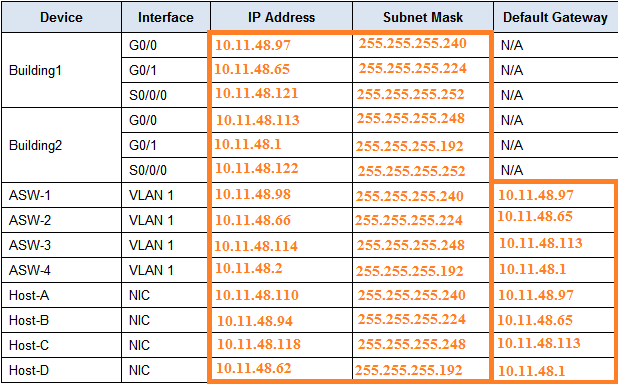 Device Interface IP Address Subnet Mask Default Gateway
Building1 G0/0 10.11.48.97 255.255.255.240 N/A
G0/1 10.11.48.65 255.255.255.224 N/A
S0/0/0 10.11.48.121 255.255.255.252 N/A
Building2 G0/0 10.11.48.113 255.255.255.248 N/A
G0/1 10.11.48.1 255.255.255.192 N/A
S0/0/0 10.11.48.122 255.255.255.252 N/A
ASW-1 VLAN 1 10.11.48.98 255.255.255.240 10.11.48.97
ASW-2 VLAN 1 10.11.48.66 255.255.255.224 10.11.48.65
ASW-3 VLAN 1 10.11.48.114 255.255.255.248 10.11.48.113
ASW-4 VLAN 1 10.11.48.2 255.255.255.192 10.11.48.1
Host-A NIC 10.11.48.110 255.255.255.240 10.11.48.97
Host-B NIC 10.11.48.94 255.255.255.224 10.11.48.65
Host-C NIC 10.11.48.118 255.255.255.248 10.11.48.113
Host-D NIC 10.11.48.62 255.255.255.192 10.11.48.1